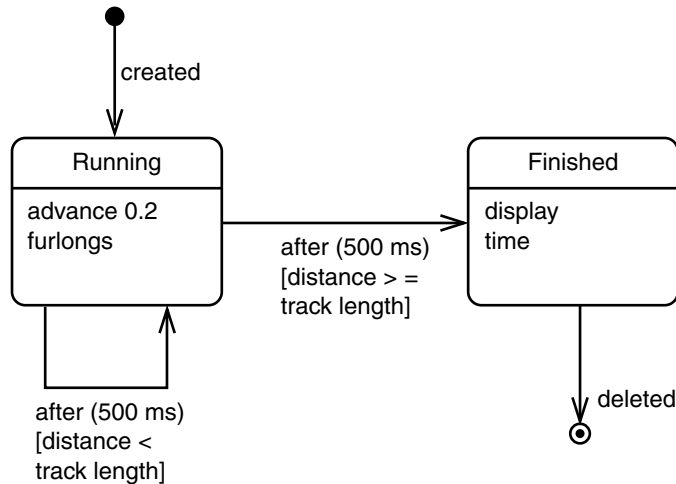 created
Running
advance 0.2
furlongs
after (500 ms)
[distance > =
track length]
Finished
display
time
after (500 ms)
[distance <
track length]
deleted